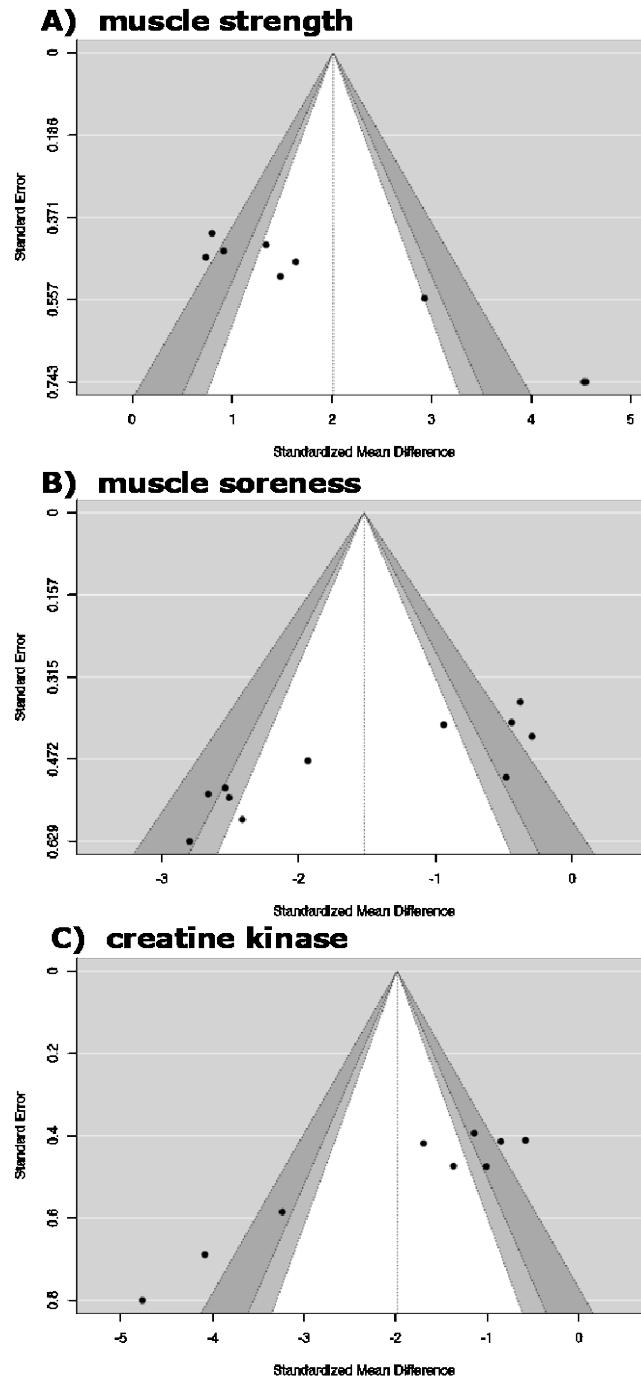 A) muscle strength
0
0.186
0.371
0.557
0.743
Standard Error
0 1 2 3 4 5
Standardized Mean Difference
B) muscle soreness
0
0.157
0.315
0.472
0.629
Standard Error
-3 -2 -1 0
Standardized Mean Difference
C) creatine kinase
0
0.2
0.4
0.6
0.8
Standard Error
-5 -4 -3 -2 -1 0
Standardized Mean Difference